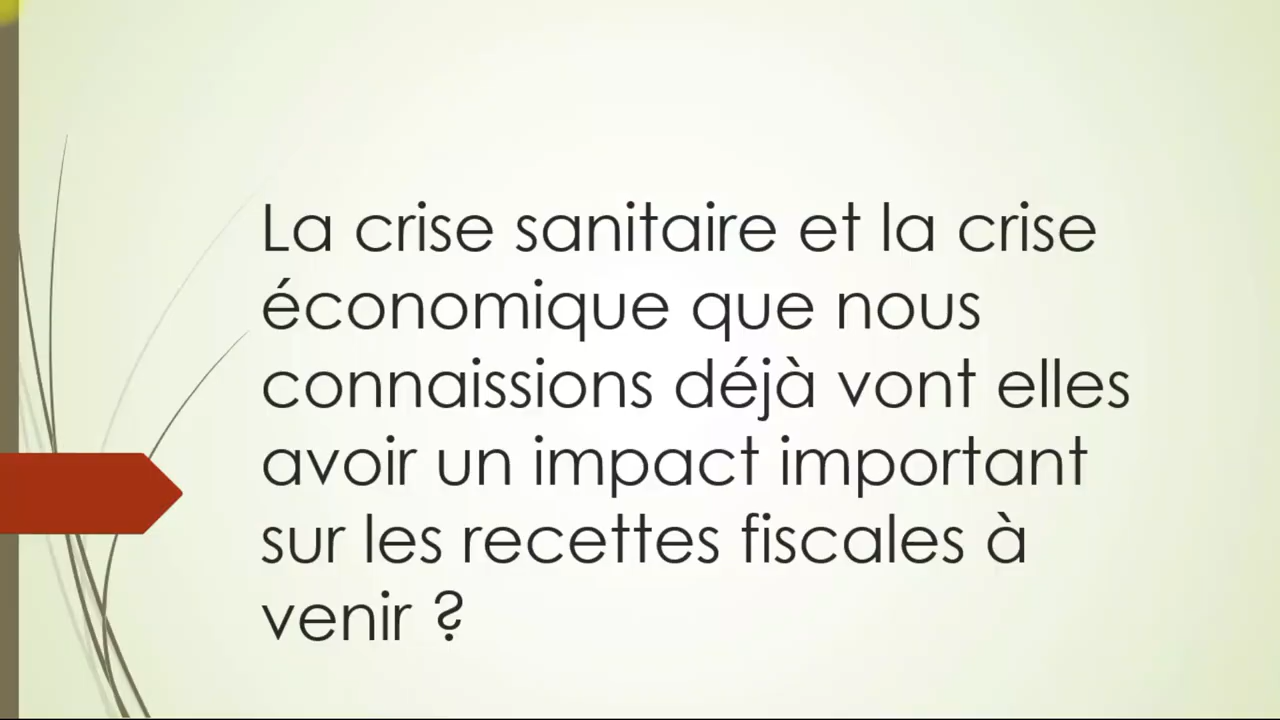 La crise sanitaire et la crise
économique que nous
connaissions déjà vont elles
avoir un impact important
sur les recettes fiscales à
venir ?